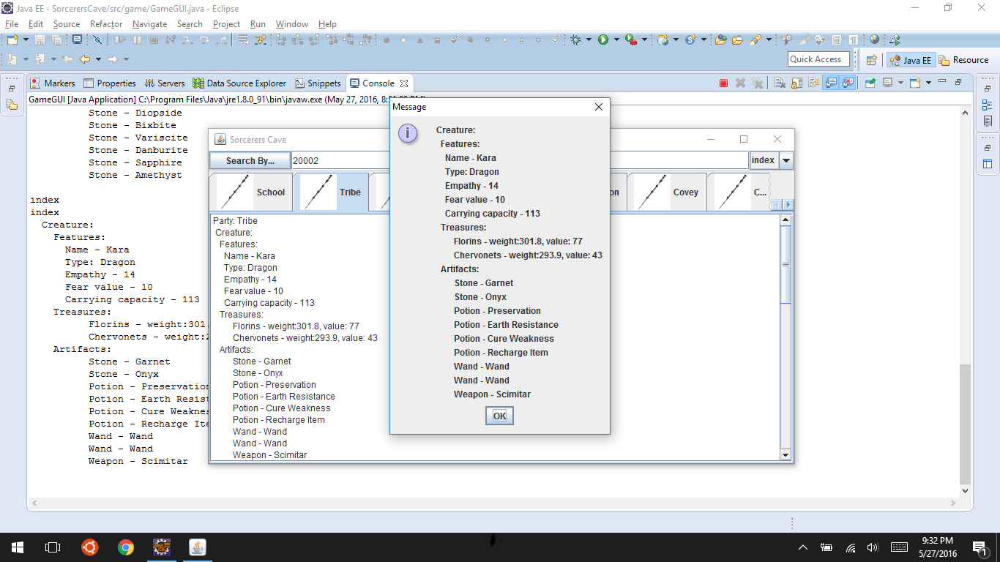 Java EE - SorcerersCave/src/game/GameGUI.java - Eclipse
File Edit Source Refactor Navigate Search Project Run Window Help
Quick Access
Java EE
Resource
Markers Properties Servers Data Source Explorer Snippets Console
GameGUI [Java Application] C:\Program Files\Java\jre1.8.0_91\bin\javaw.exe (May 27, 2016,
Stone - Diopside
Stone - Bixbite
Stone - Variscite
Stone - Danburite
Stone - Sapphire
Stone - Amethyst
index
index
Creature:
Features:
Name - Kara
Type: Dragon
Empathy - 14
Fear value - 10
Carrying capacity - 113
Treasures:
Florins - weight:301.
Chervonets - weight:2
Artifacts:
Stone - Garnet
Stone - Onyx
Potion - Preservation
Potion - Earth Resist
Potion - Cure Weaknes
Potion - Recharge Ite
Wand - Wand
Wand - Wand
Weapon - Scimitar
Sorcerers Cave
Search By... 20002 index
School Tribe on Covey C...
Party: Tribe
Creature:
Features:
Name - Kara
Type: Dragon
Empathy - 14
Fear value - 10
Carrying capacity - 113
Treasures:
Florins - weight:301.8, value: 77
Chervonets - weight:293.9, value: 43
Artifacts:
Stone - Garnet
Stone - Onyx
Potion - Preservation
Potion - Earth Resistance
Potion - Cure Weakness
Potion - Recharge Item
Wand - Wand
Wand - Wand
Weapon - Scimitar
Message
Creature:
Features:
Name - Kara
Type: Dragon
Empathy - 14
Fear value - 10
Carrying capacity - 113
Treasures:
Florins - weight:301.8, value: 77
Chervonets - weight:293.9, value: 43
Artifacts:
Stone - Garnet
Stone - Onyx
Potion - Preservation
Potion - Earth Resistance
Potion - Cure Weakness
Potion - Recharge Item
Wand - Wand
Wand - Wand
Weapon - Scimitar
OK
9:32 PM
5/27/2016
1